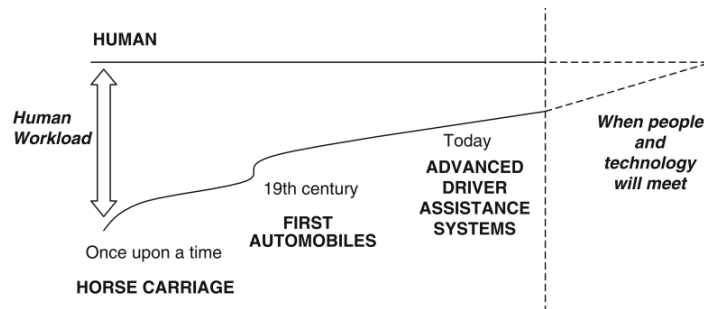 HUMAN
Human
Workload
Once upon a time
HORSE CARRIAGE
19th century
FIRST
AUTOMOBILES
Today
ADVANCED
DRIVER
ASSISTANCE
SYSTEMS
When people
and
technology
will meet